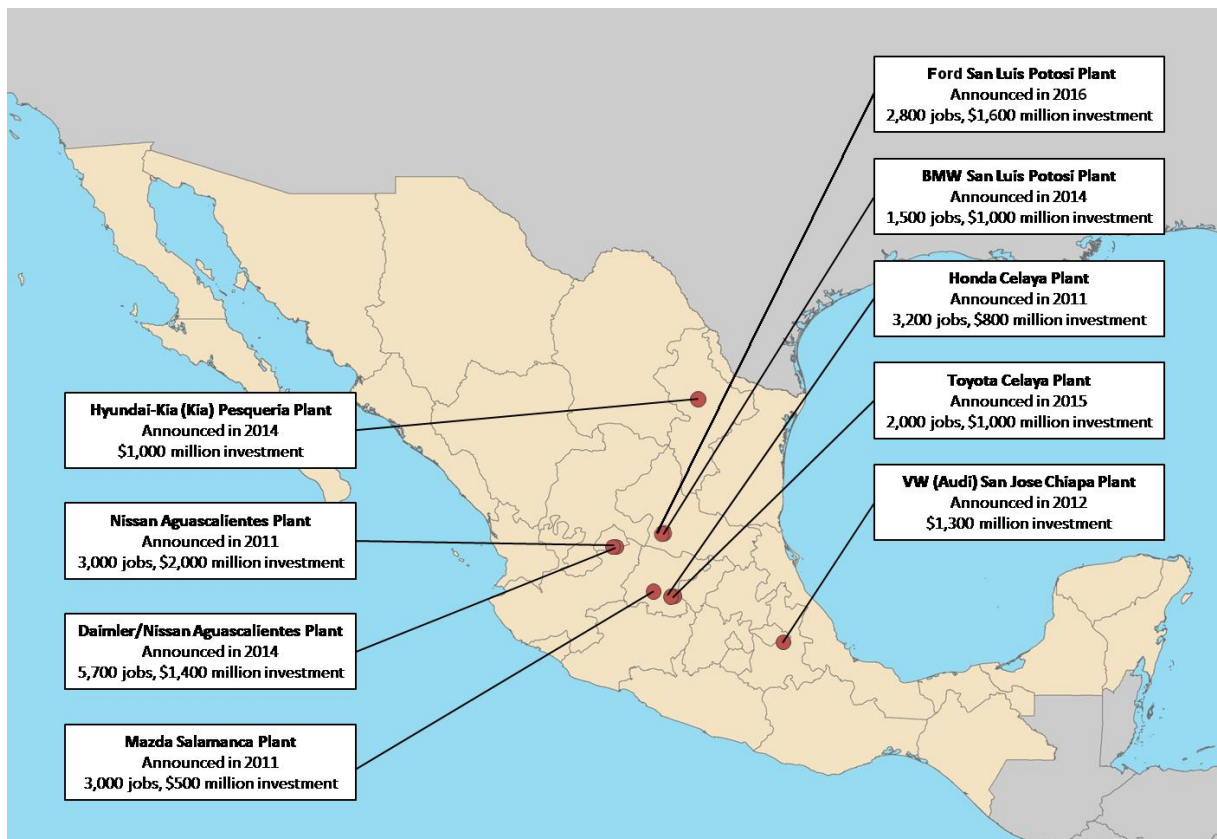 Ford San Luis Potosi Plant
Announced in 2016
2,800 jobs, $1,600 million investment
BMW San Luis Potosi Plant
Announced in 2014
1,500 jobs, $1,000 million investment
Honda Celaya Plant
Announced in 2011
3,200 jobs, $800 million investment
Toyota Celaya Plant
Announced in 2015
2,000 jobs, $1,000 million investment
VW (Audi) San Jose Chiapa Plant
Announced in 2012
$1,300 million investment
Hyundai-Kia (Kia) Pesqueria Plant
Announced in 2014
$1,000 million investment
Nissan Aguascalientes Plant
Announced in 2011
3,000 jobs, $2,000 million investment
Daimler/Nissan Aguascalientes Plant
Announced in 2014
5,700 jobs, $1,400 million investment
Mazda Salamanca Plant
Announced in 2011
3,000 jobs, $500 million investment